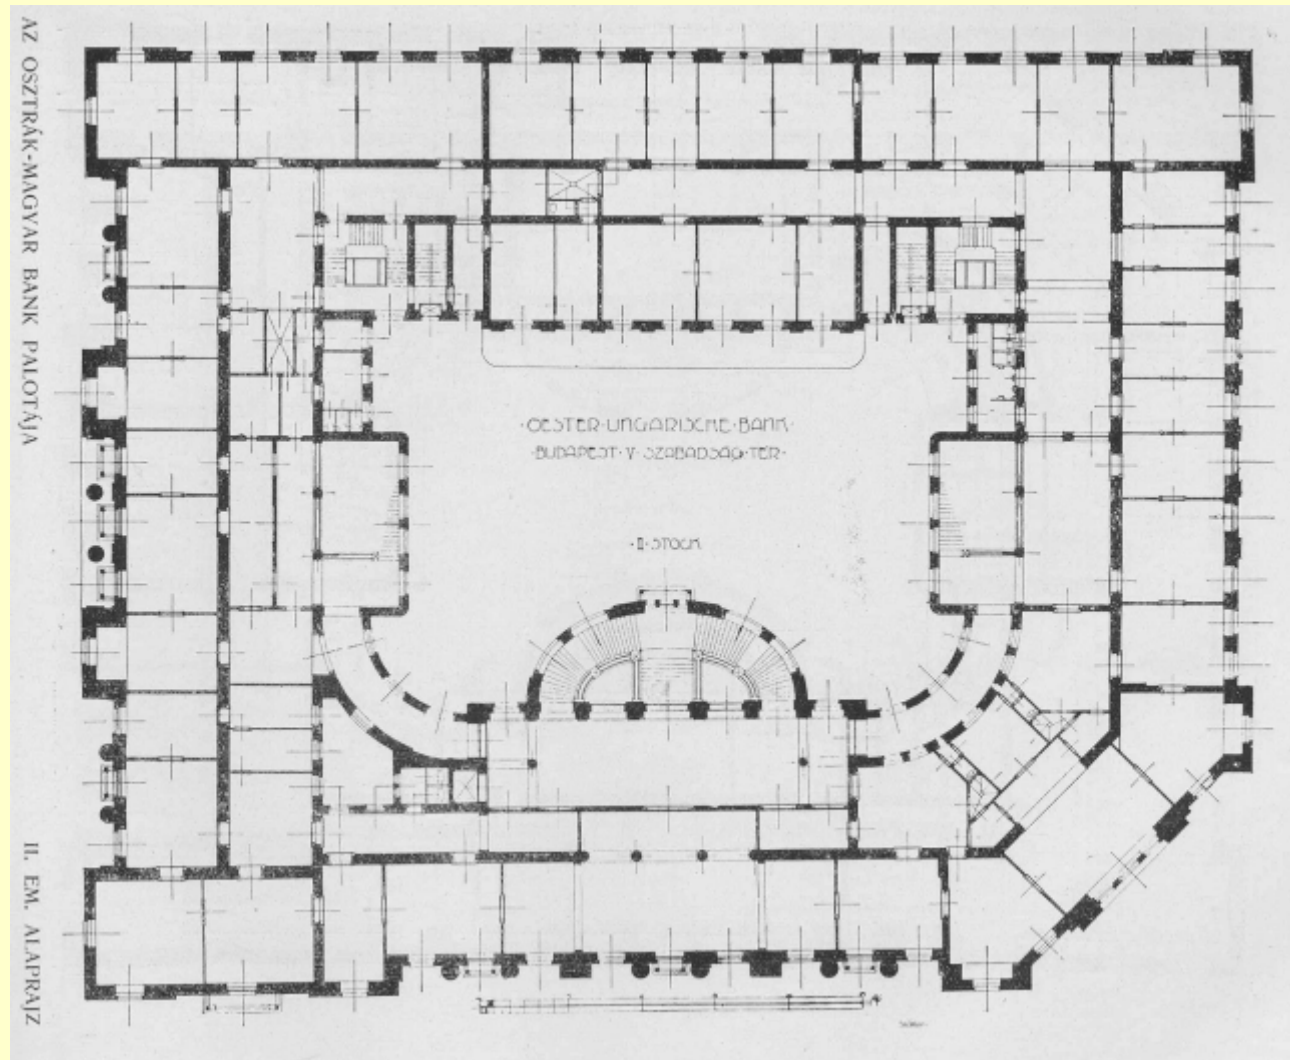 AZ OSZTRÁK-MAGYAR BANK PALOTÁJA
II. EM. ALAPRAJZ
·OESTER·UNGARISCHE·BANK·
·BUDAPEST·V·SZABADSÁG·TÉR·
·II·STOCK